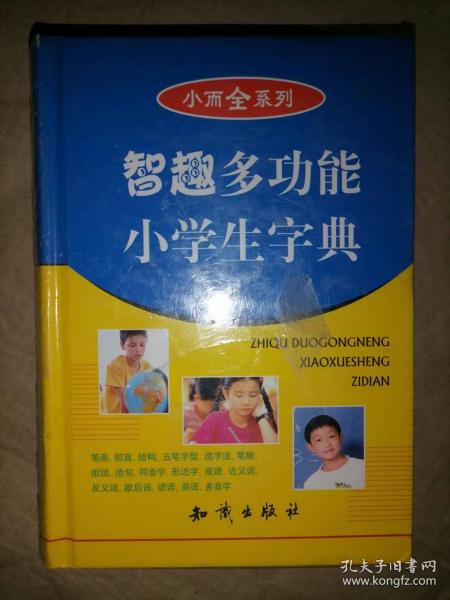 小而全系列
智趣多功能
小学生字典
ZHIQU DUOGONGNENG
XIAOXUESHENG
ZIDIAN
笔画、部首、结构、五笔字型、造字法、笔顺、
组词、造句、同音字、形近字、成语、近义词、
反义词、歇后语、谚语、英语、多音字
知识出版社
孔夫子旧书网
www.kongfz.com